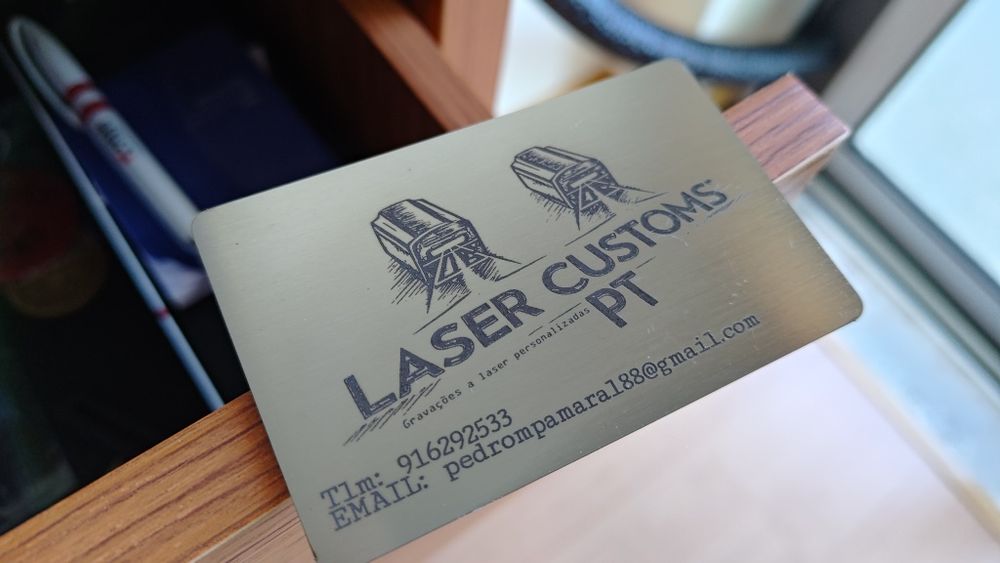 LASER CUSTOMS
PT
Gravações a laser personalizadas
Tlm: 916292533
EMAIL: pedrompamaral88@gmail.com